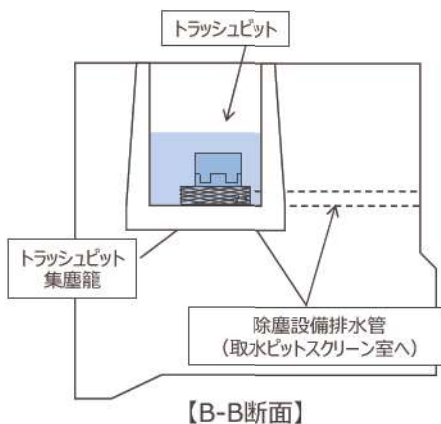 トラッシュピット
トラッシュピット
集塵籠
除塵設備排水管
（取水ピットスクリーン室へ）
【B-B断面】